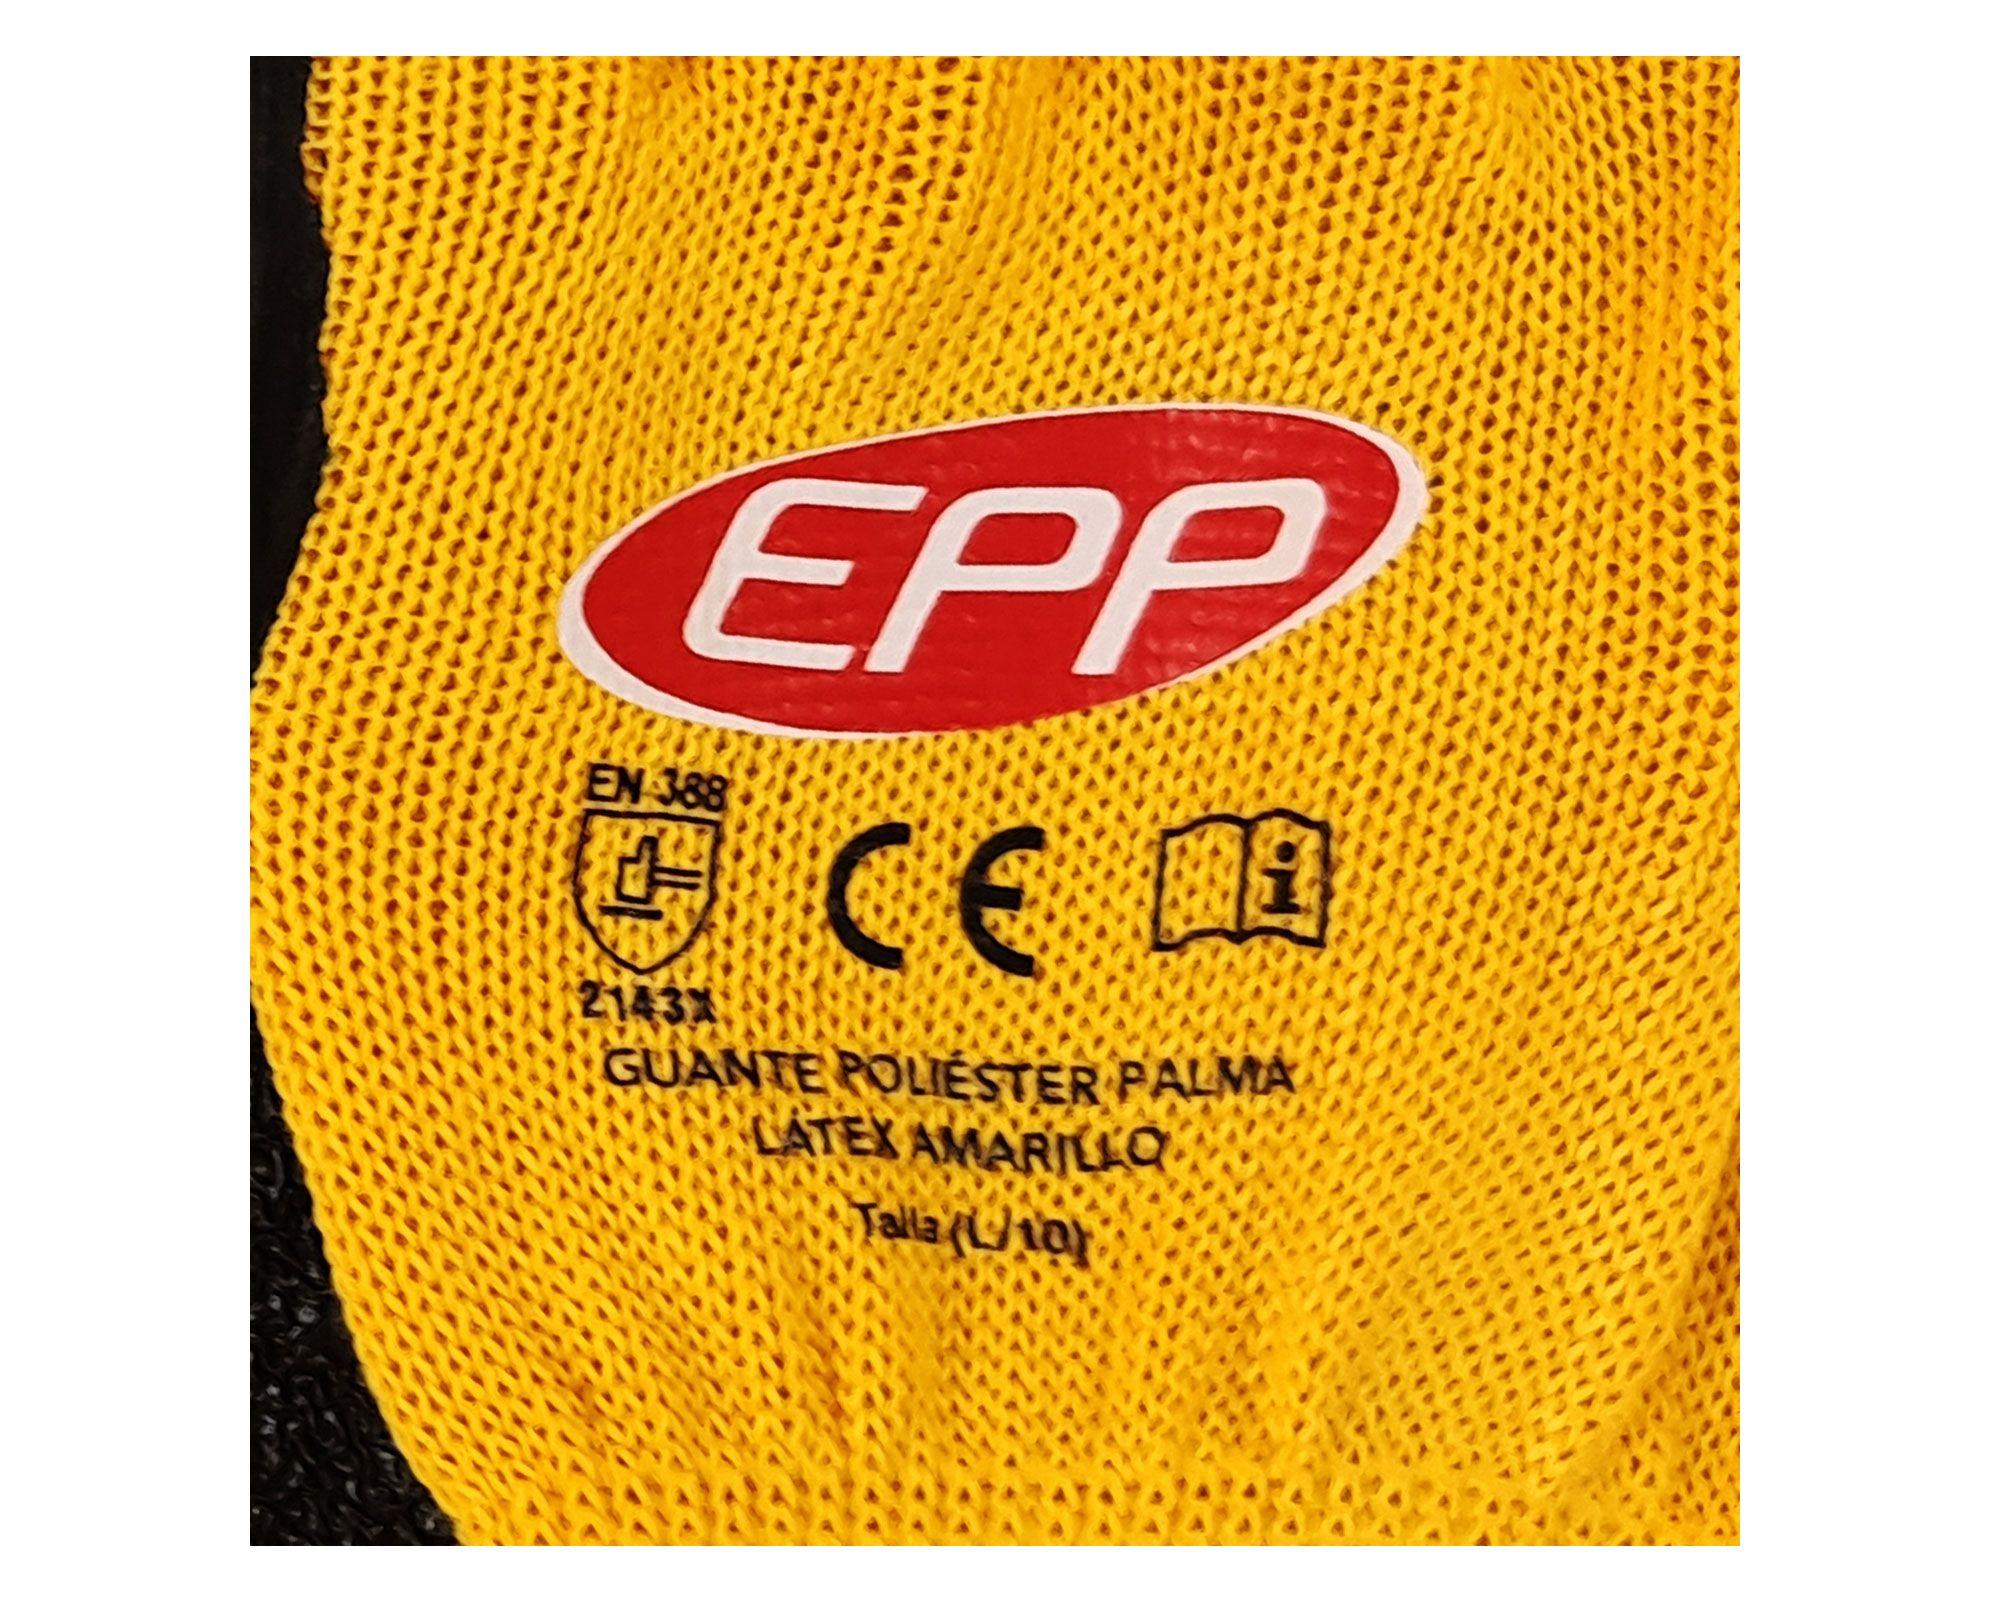 EPP
EN 388
CE
i
2143X
GUANTE POLIÉSTER PALMA
LÁTEX AMARILLO
Talla (L/10)